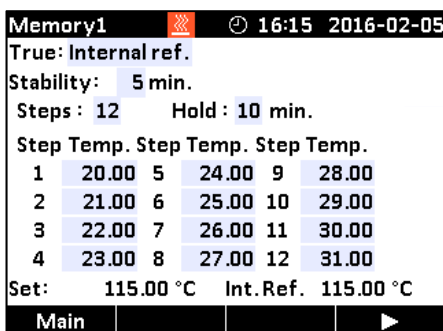 Memory1 16:15 2016-02-05
True: Internal ref.
Stability: 5 min.
Steps : 12 Hold : 10 min.
Step Temp. Step Temp. Step Temp.
1 20.00 5 24.00 9 28.00
2 21.00 6 25.00 10 29.00
3 22.00 7 26.00 11 30.00
4 23.00 8 27.00 12 31.00
Set: 115.00 °C Int.Ref. 115.00 °C
Main